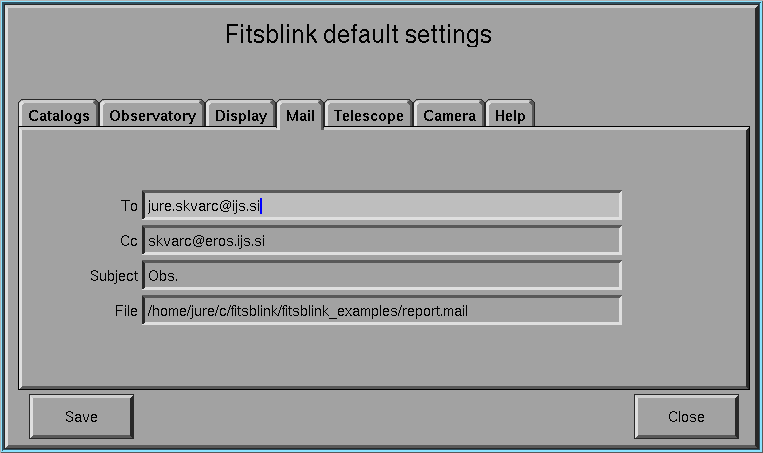 Fitsblink default settings
Catalogs Observatory Display Mail Telescope Camera Help
To jure.skvarc@ijs.si
Cc skvarc@eros.ijs.si
Subject Obs.
File /home/jure/c/fitsblink/fitsblink_examples/report.mail
Save Close